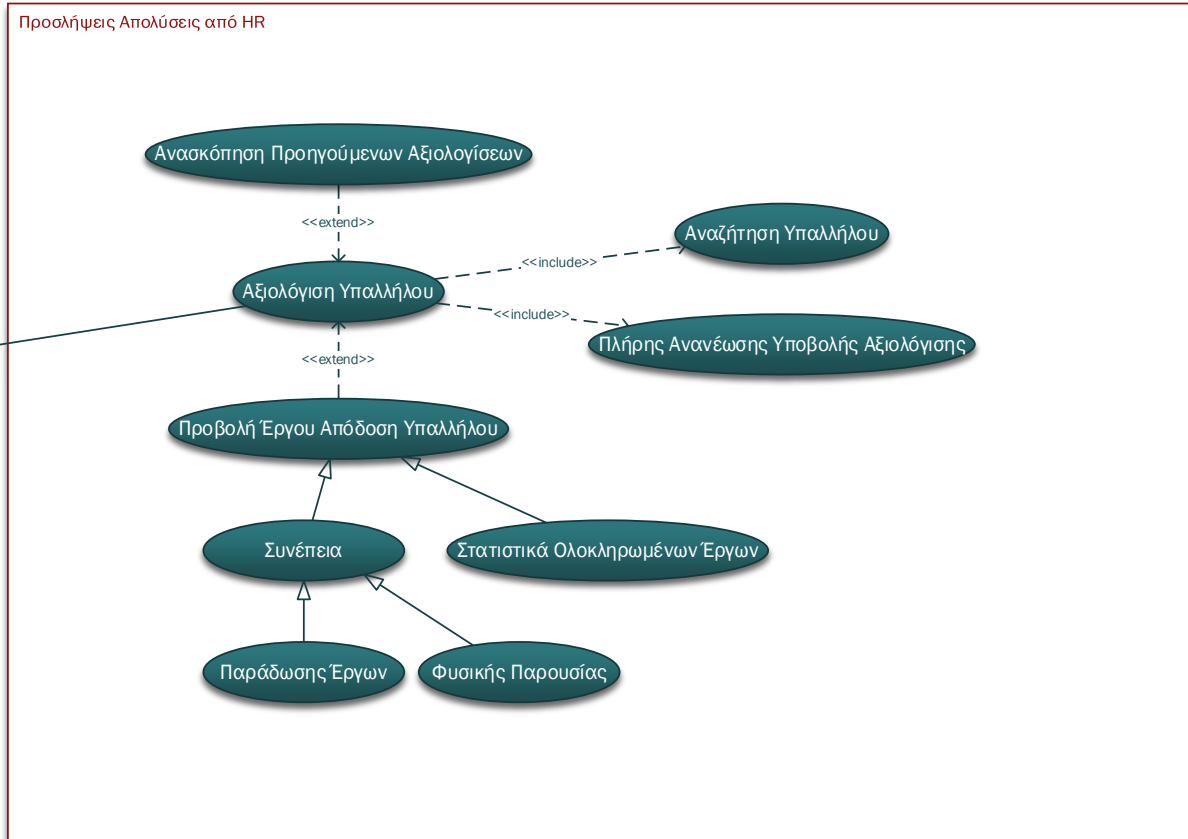 Προσλήψεις Απολύσεις από HR
Ανασκόπηση Προηγούμενων Αξιολογίσεων
<<extend>>
Αναζήτηση Υπαλλήλου
<<include>>
Αξιολόγιση Υπαλλήλου
<<include>>
Πλήρης Ανανέωσης Υποβολής Αξιολόγισης
<<extend>>
Προβολή Έργου Απόδοση Υπαλλήλου
Συνέπεια
Στατιστικά Ολοκληρωμένων Έργων
Παράδωσης Έργων
Φυσικής Παρουσίας